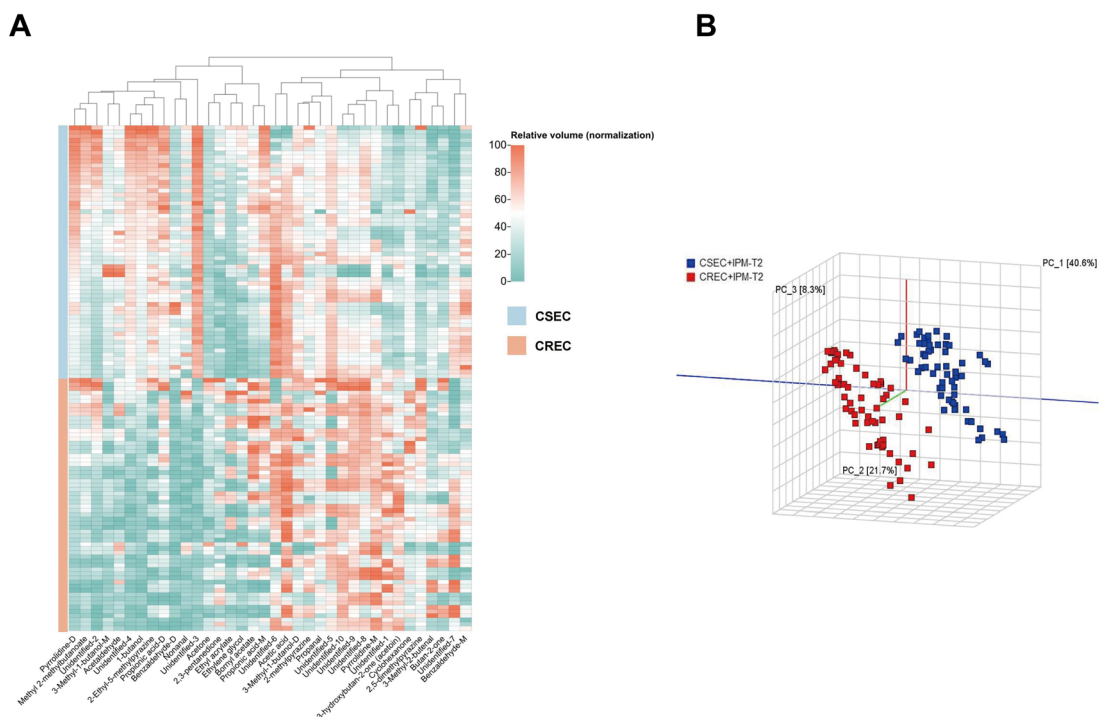 A
B
Relative volume (normalization)
100
80
60
40
20
0
CSEC
CREC
Pyrrolidine-D
Methyl 2-methylbutanoate
Unidentified-2
3-Methyl-1-butanol-M
Acetaldehyde
Unidentified-4
1-butanol
2-Ethyl-5-methylpyrazine
Propionic acid-D
Benzaldehyde-D
Nonanal
Unidentified-3
Acetone
2,3-pentanedione
Ethyl acrylate
Ethylene glycol
Bornyl acetate
Propionic acid-M
Unidentified-6
Acetic acid
3-Methyl-1-butanol-D
2-methylpyrazine
Propanal
Unidentified-5
Unidentified-10
Unidentified-9
Unidentified-8
Pyrrolidine-M
Unidentified-1
3-hydroxybutan-2-one (acetoin)
Cyclohexanone
2,5-dimethylpyrazine
3-Methyl-2-butenal
Butan-2-one
Unidentified-7
Benzaldehyde-M
CSEC+IPM-T2
CREC+IPM-T2
PC_1 [40.6%]
PC_3 [8.3%]
PC_2 [21.7%]